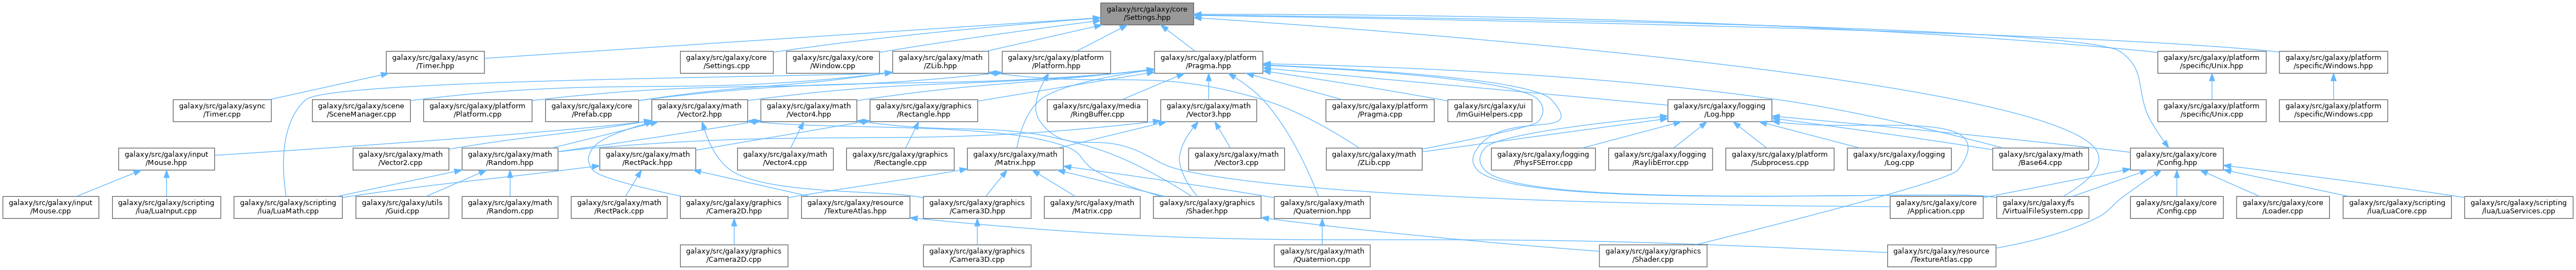 galaxy/src/galaxy/core
/Settings.hpp
galaxy/src/galaxy/async
/Timer.hpp
galaxy/src/galaxy/core
/Settings.cpp
galaxy/src/galaxy/core
/Window.cpp
galaxy/src/galaxy/math
/ZLib.hpp
galaxy/src/galaxy/platform
/Platform.hpp
galaxy/src/galaxy/platform
/Pragma.hpp
galaxy/src/galaxy/platform
/specific/Unix.hpp
galaxy/src/galaxy/platform
/specific/Windows.hpp
galaxy/src/galaxy/async
/Timer.cpp
galaxy/src/galaxy/scene
/SceneManager.cpp
galaxy/src/galaxy/platform
/Platform.cpp
galaxy/src/galaxy/core
/Prefab.cpp
galaxy/src/galaxy/math
/Vector2.hpp
galaxy/src/galaxy/math
/Vector4.hpp
galaxy/src/galaxy/graphics
/Rectangle.hpp
galaxy/src/galaxy/media
/RingBuffer.cpp
galaxy/src/galaxy/math
/Vector3.hpp
galaxy/src/galaxy/platform
/Pragma.cpp
galaxy/src/galaxy/ui
/ImGuiHelpers.cpp
galaxy/src/galaxy/logging
/Log.hpp
galaxy/src/galaxy/platform
/specific/Unix.cpp
galaxy/src/galaxy/platform
/specific/Windows.cpp
galaxy/src/galaxy/input
/Mouse.hpp
galaxy/src/galaxy/math
/Vector2.cpp
galaxy/src/galaxy/math
/Random.hpp
galaxy/src/galaxy/math
/RectPack.hpp
galaxy/src/galaxy/math
/Vector4.cpp
galaxy/src/galaxy/graphics
/Rectangle.cpp
galaxy/src/galaxy/math
/Matrix.hpp
galaxy/src/galaxy/math
/Vector3.cpp
galaxy/src/galaxy/math
/ZLib.cpp
galaxy/src/galaxy/logging
/PhysFSError.cpp
galaxy/src/galaxy/logging
/RaylibError.cpp
galaxy/src/galaxy/platform
/Subprocess.cpp
galaxy/src/galaxy/logging
/Log.cpp
galaxy/src/galaxy/math
/Base64.cpp
galaxy/src/galaxy/core
/Config.hpp
galaxy/src/galaxy/input
/Mouse.cpp
galaxy/src/galaxy/scripting
/lua/LuaInput.cpp
galaxy/src/galaxy/scripting
/lua/LuaMath.cpp
galaxy/src/galaxy/utils
/Guid.cpp
galaxy/src/galaxy/math
/Random.cpp
galaxy/src/galaxy/math
/RectPack.cpp
galaxy/src/galaxy/graphics
/Camera2D.hpp
galaxy/src/galaxy/resource
/TextureAtlas.hpp
galaxy/src/galaxy/graphics
/Camera3D.hpp
galaxy/src/galaxy/math
/Matrix.cpp
galaxy/src/galaxy/graphics
/Shader.hpp
galaxy/src/galaxy/math
/Quaternion.hpp
galaxy/src/galaxy/core
/Application.cpp
galaxy/src/galaxy/fs
/VirtualFileSystem.cpp
galaxy/src/galaxy/core
/Config.cpp
galaxy/src/galaxy/core
/Loader.cpp
galaxy/src/galaxy/scripting
/lua/LuaCore.cpp
galaxy/src/galaxy/scripting
/lua/LuaServices.cpp
galaxy/src/galaxy/graphics
/Camera2D.cpp
galaxy/src/galaxy/graphics
/Camera3D.cpp
galaxy/src/galaxy/math
/Quaternion.cpp
galaxy/src/galaxy/graphics
/Shader.cpp
galaxy/src/galaxy/resource
/TextureAtlas.cpp